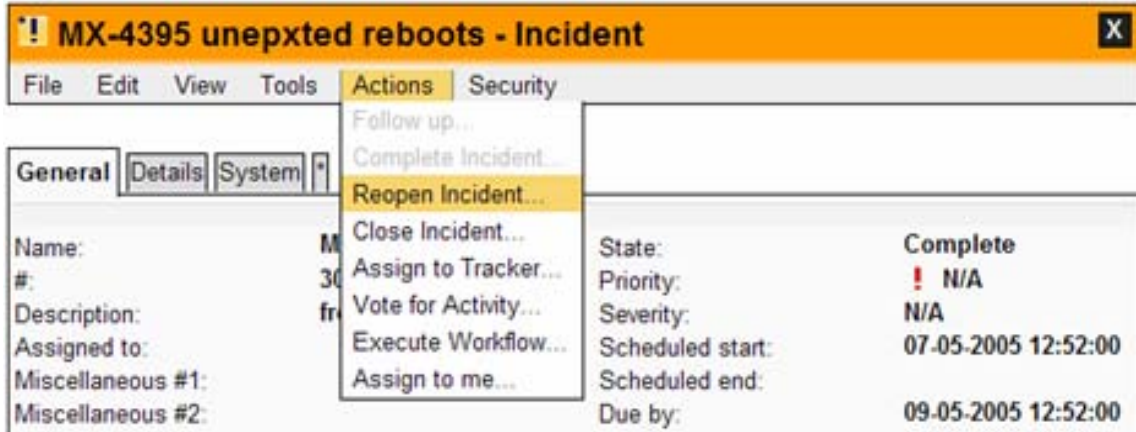 ! MX-4395 unepxted reboots - Incident X
File Edit View Tools Actions Security
Follow up...
Complete Incident...
General Details System *
Reopen Incident...
Close Incident...
Assign to Tracker...
Vote for Activity...
Execute Workflow...
Assign to me...
Name: M
#: 30
Description: fr
Assigned to:
Miscellaneous #1:
Miscellaneous #2:
State: Complete
Priority: ! N/A
Severity: N/A
Scheduled start: 07-05-2005 12:52:00
Scheduled end:
Due by: 09-05-2005 12:52:00